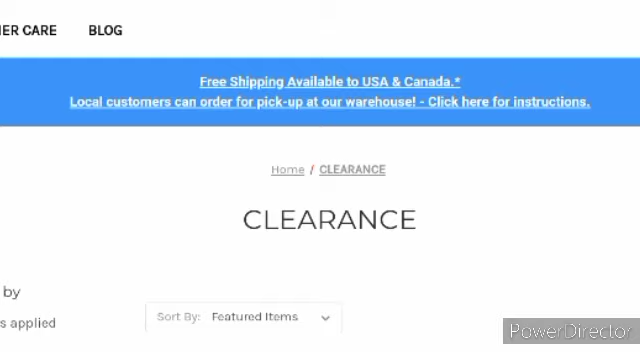 IER CARE BLOG
Free Shipping Available to USA & Canada.*
Local customers can order for pick-up at our warehouse! - Click here for instructions.
Home / CLEARANCE
CLEARANCE
by
Sort By: Featured Items
s applied
PowerDirector